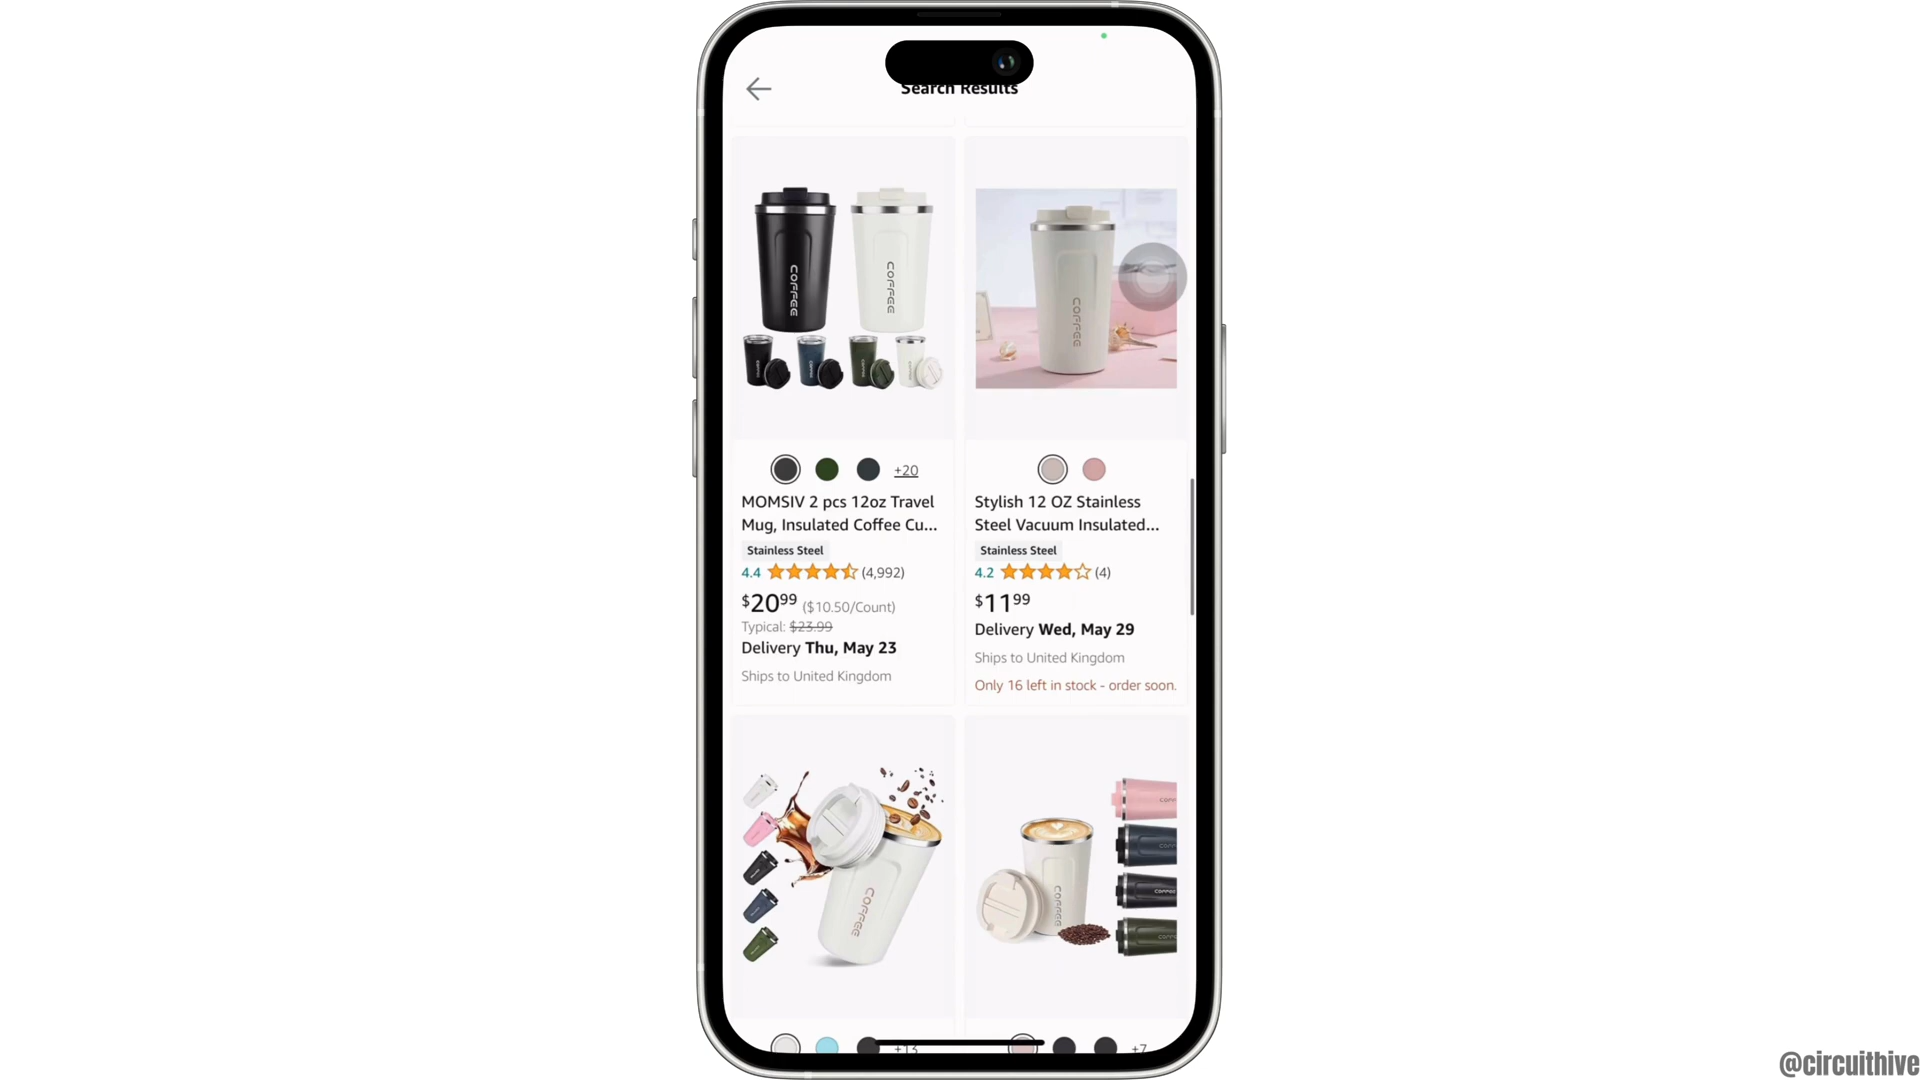 Search Results
COFFEE
COFFEE
COFFEE
+20
MOMSIV 2 pcs 12oz Travel
Mug, Insulated Coffee Cu...
Stainless Steel
4.4 (4,992)
$20.99 ($10.50/Count)
Typical: $23.99
Delivery Thu, May 23
Ships to United Kingdom
Stylish 12 OZ Stainless
Steel Vacuum Insulated...
Stainless Steel
4.2 (4)
$11.99
Delivery Wed, May 29
Ships to United Kingdom
Only 16 left in stock - order soon.
COFFEE
COFFEE
+13
+7
@circuithive